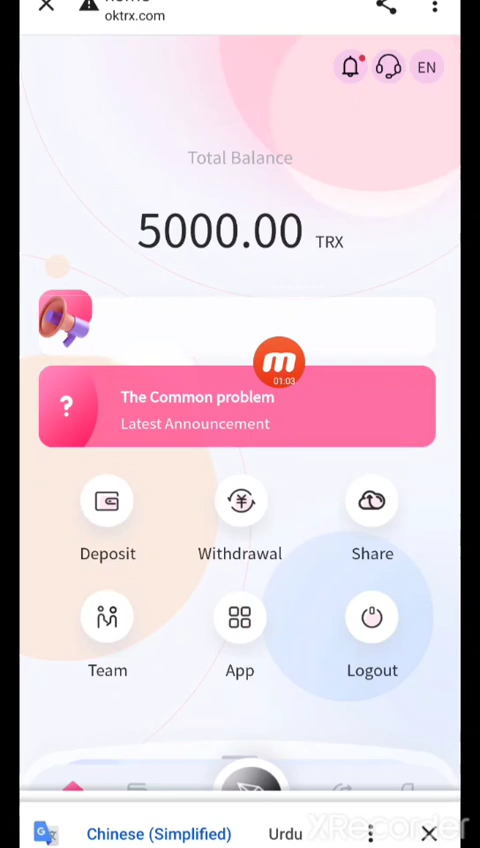 oktrx.com
EN
Total Balance
5000.00 TRX
m
01:03
?
The Common problem
Latest Announcement
Deposit
Withdrawal
Share
Team
App
Logout
Chinese (Simplified)
Urdu
XRecorder